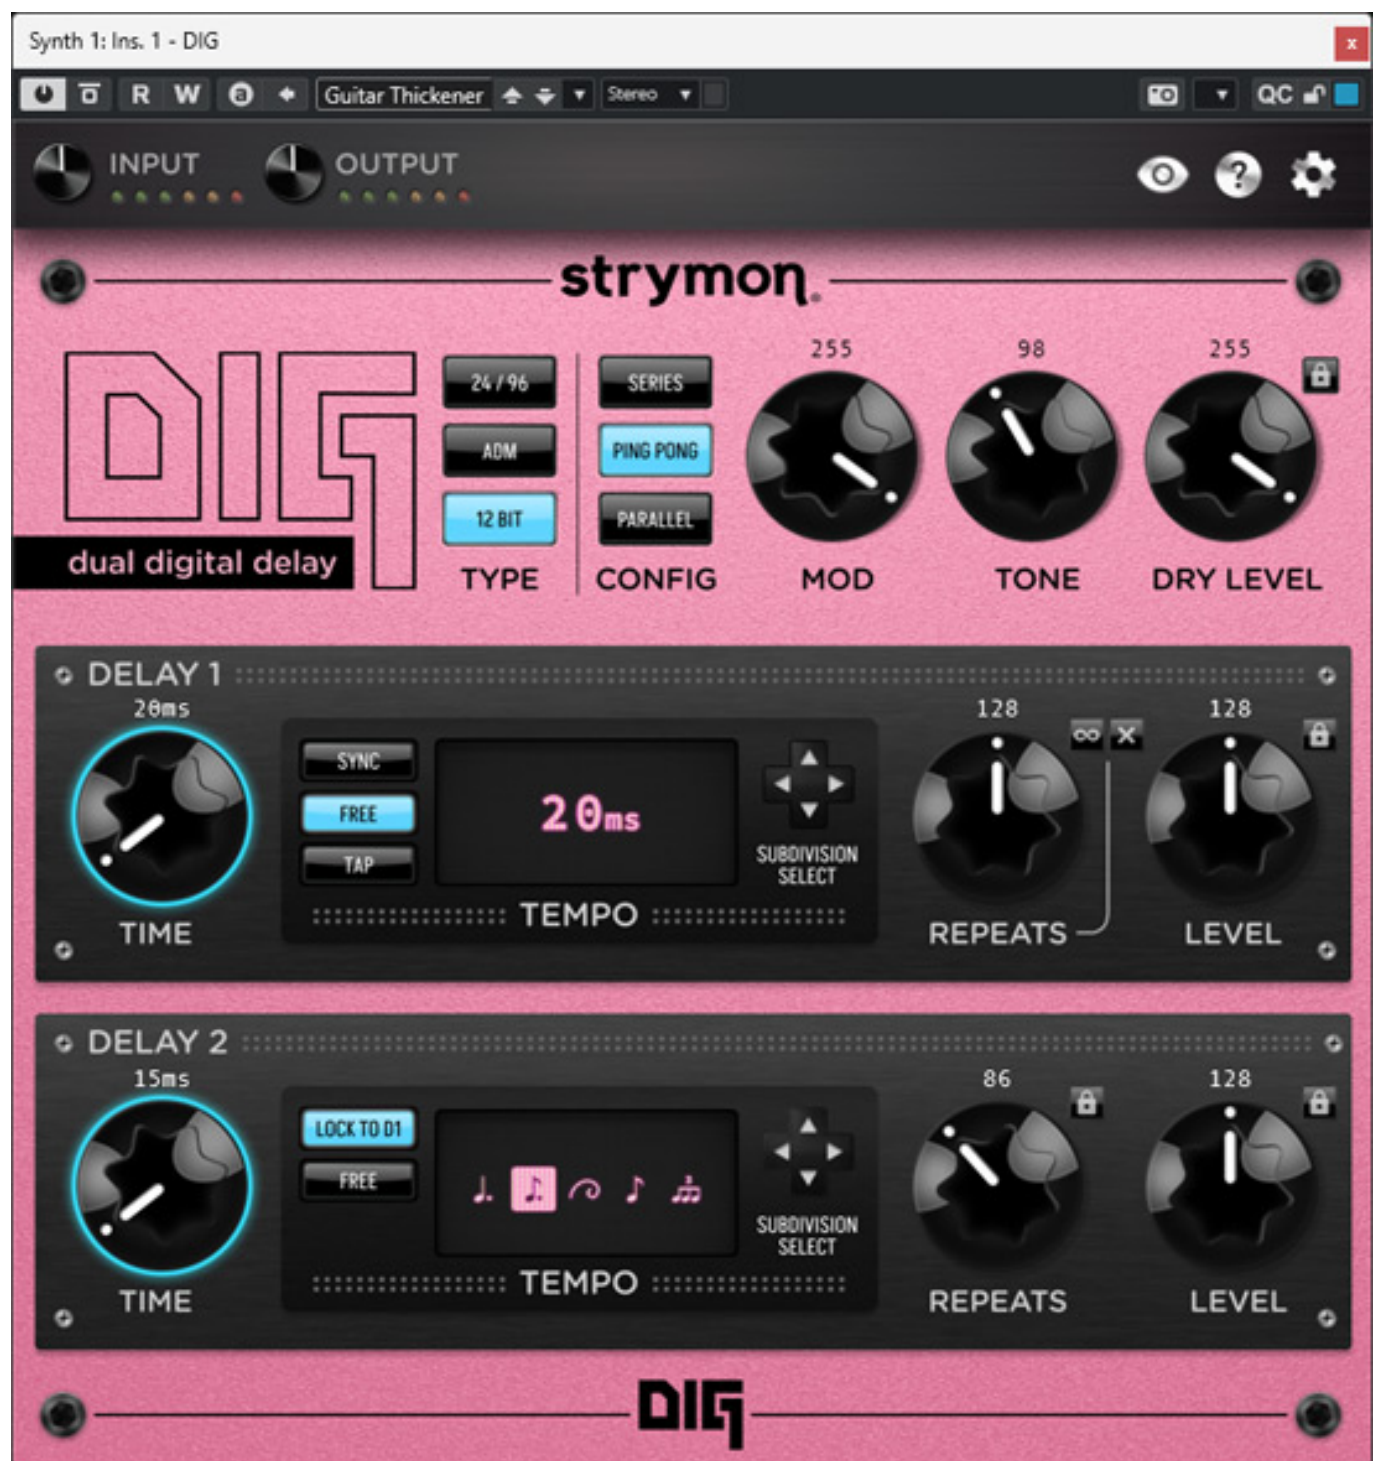 Synth 1: Ins. 1 - DIG
x
R W a Guitar Thickener Stereo QC
INPUT OUTPUT ?
strymon
DIG
dual digital delay
24 / 96
ADM
12 BIT
TYPE
SERIES
PING PONG
PARALLEL
CONFIG
255
MOD
98
TONE
255
DRY LEVEL
DELAY 1
20ms
TIME
SYNC
FREE
TAP
20ms
TEMPO
SUBDIVISION
SELECT
128
∞ X
REPEATS
128
LEVEL
DELAY 2
15ms
TIME
LOCK TO D1
FREE
TEMPO
SUBDIVISION
SELECT
86
REPEATS
128
LEVEL
DIG